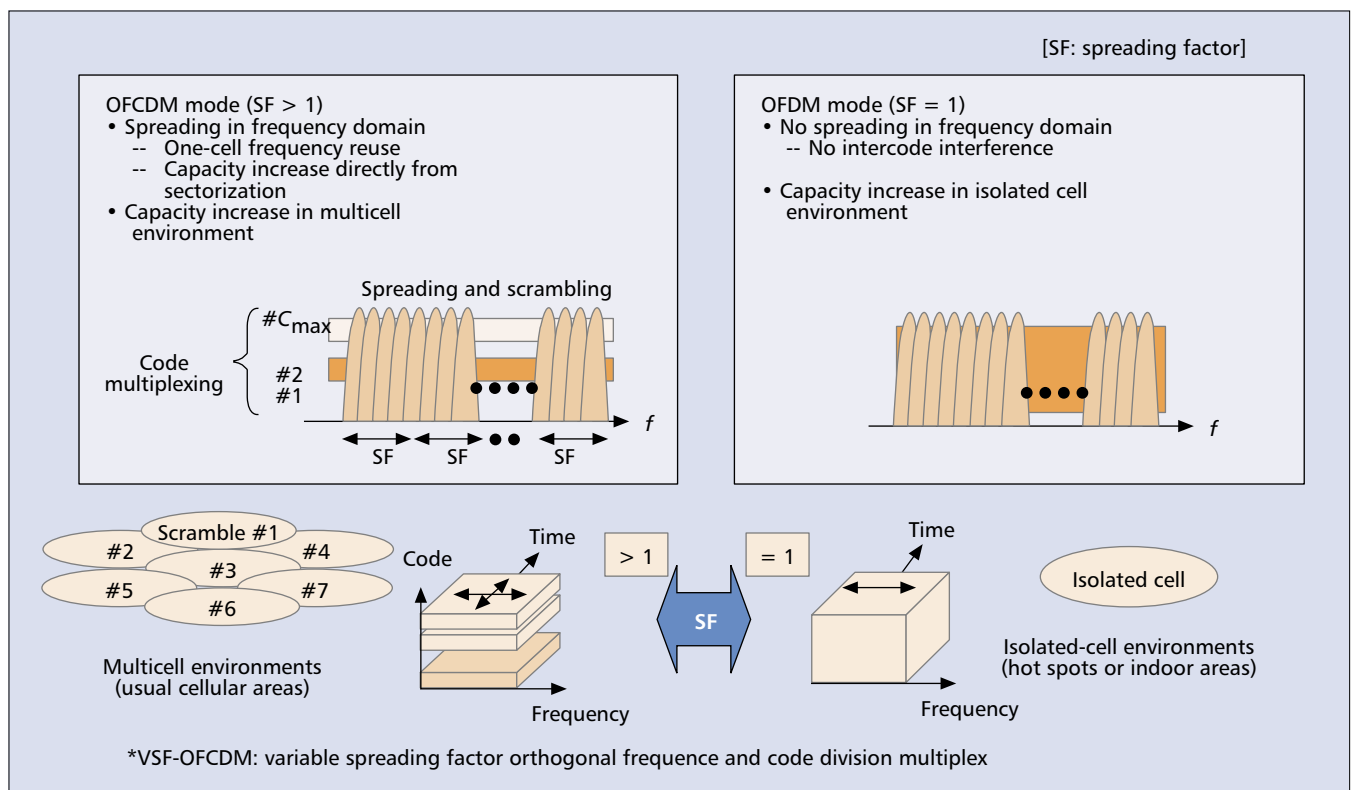 [SF: spreading factor]
OFCDM mode (SF > 1)
• Spreading in frequency domain
-- One-cell frequency reuse
-- Capacity increase directly from
sectorization
• Capacity increase in multicell
environment
Spreading and scrambling
#Cmax
Code
multiplexing
#2
#1
f
SF
SF
SF
OFDM mode (SF = 1)
• No spreading in frequency domain
-- No intercode interference
• Capacity increase in isolated cell
environment
f
Scramble #1
#2
#4
#3
#5
#7
#6
Multicell environments
(usual cellular areas)
Code
Time
Frequency
> 1
= 1
SF
Time
Frequency
Isolated cell
Isolated-cell environments
(hot spots or indoor areas)
*VSF-OFCDM: variable spreading factor orthogonal frequence and code division multiplex